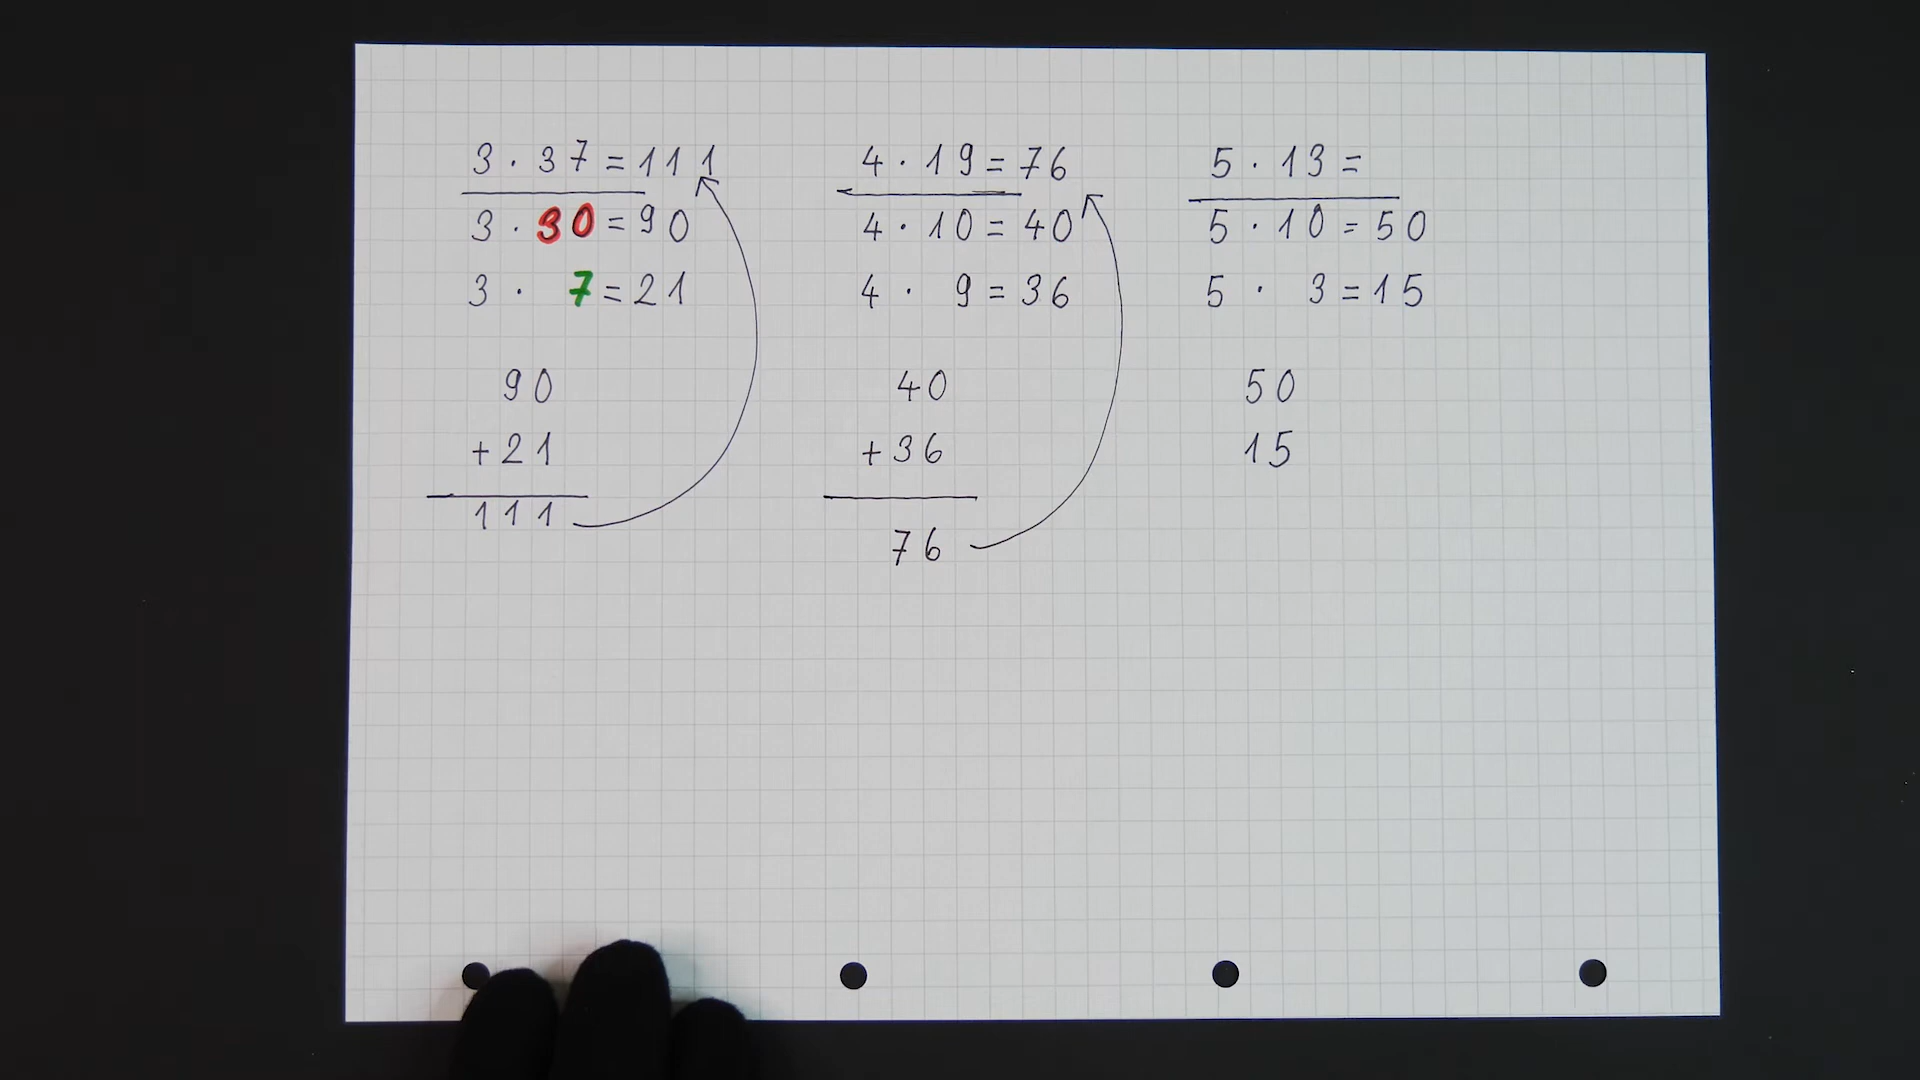 3 · 37 = 111
3 · 30 = 90
3 · 7 = 21
90
+ 21
111
4 · 19 = 76
4 · 10 = 40
4 · 9 = 36
40
+ 36
76
5 · 13 =
5 · 10 = 50
5 · 3 = 15
50
15